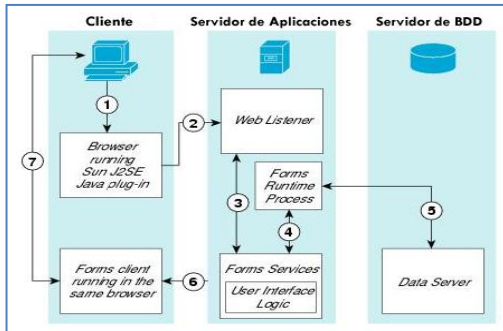 Cliente
Servidor de Aplicaciones
Servidor de BDD
1
2
Web Listener
Browser
running
Sun J2SE
Java plug-in
7
3
Forms
Runtime
Process
4
5
Forms client
running in the
same browser
6
Forms Services
User Interface
Logic
Data Server